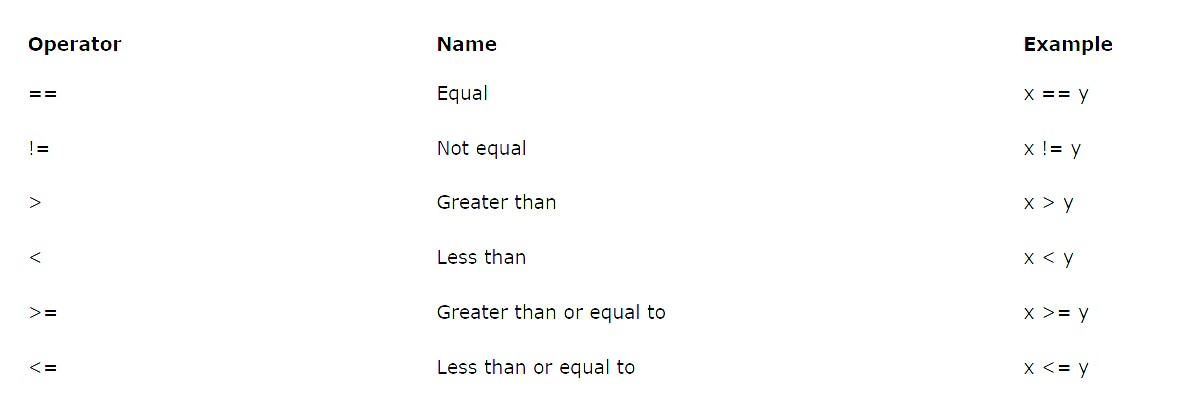 Operator Name Example
== Equal x == y
!= Not equal x != y
> Greater than x > y
< Less than x < y
>= Greater than or equal to x >= y
<= Less than or equal to x <= y